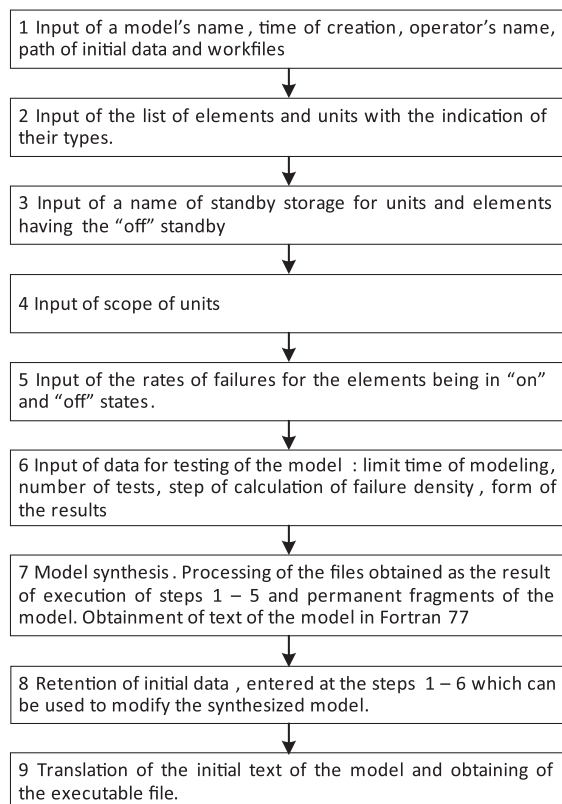 1 Input of a model's name, time of creation, operator's name,
path of initial data and workfiles
2 Input of the list of elements and units with the indication of
their types.
3 Input of a name of standby storage for units and elements
having the “off” standby
4 Input of scope of units
5 Input of the rates of failures for the elements being in “on”
and “off” states.
6 Input of data for testing of the model : limit time of modeling,
number of tests, step of calculation of failure density, form of
the results
7 Model synthesis. Processing of the files obtained as the result
of execution of steps 1 – 5 and permanent fragments of the
model. Obtainment of text of the model in Fortran 77
8 Retention of initial data, entered at the steps 1 – 6 which can
be used to modify the synthesized model.
9 Translation of the initial text of the model and obtaining of
the executable file.